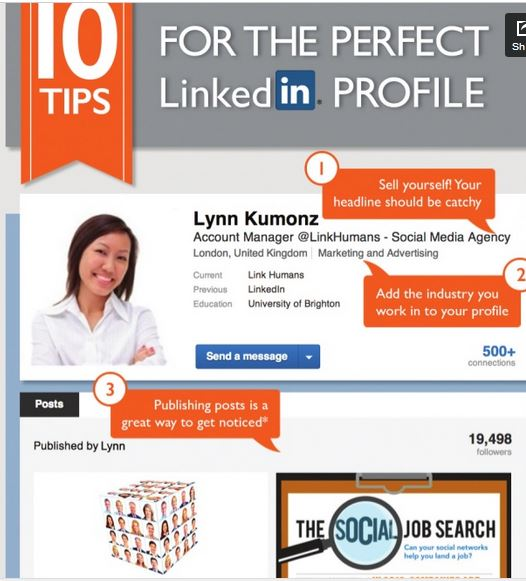 10
TIPS
FOR THE PERFECT
Linked in. PROFILE
Sh
1
Sell yourself! Your
headline should be catchy
Lynn Kumonz
Account Manager @LinkHumans - Social Media Agency
London, United Kingdom | Marketing and Advertising
2
Add the industry you
work in to your profile
Current Link Humans
Previous LinkedIn
Education University of Brighton
Send a message
500+
connections
Posts
3
Publishing posts is a
great way to get noticed*
Published by Lynn
19,498
followers
THE SOCIAL JOB SEARCH
Can your social networks
help you land a job?